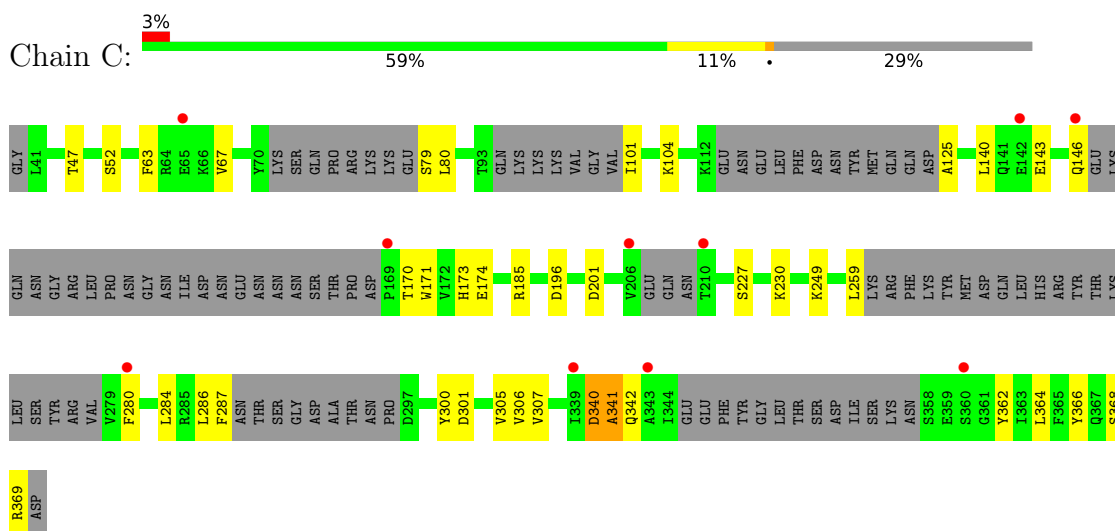 3%
Chain C:
59% 11% • 29%
GLY L41 T47 S52 F63 R64 E65 K66 V67 Y70 LYS SER GLN PRO ARG LYS LYS GLU S79 L80 T93 GLN LYS LYS LYS VAL GLY VAL I101 K104 K112 GLU ASN GLU LEU PHE ASP ASN TYR MET GLN GLN ASP A125 L140 Q141 E142 E143 Q146 GLU LYS
GLN ASN GLY ARG LEU PRO ASN GLY ASN ILE ASP ASN GLU ASN ASN ASN SER THR PRO ASP P169 T170 W171 V172 H173 E174 R185 D196 D201 V206 GLU GLN ASN T210 S227 K230 K249 L259 LYS ARG PHE LYS TYR MET ASP GLN LEU HIS ARG TYR THR LYS
LEU SER TYR ARG VAL V279 F280 L284 R285 L286 F287 ASN THR SER GLY ASP ALA THR ASN PRO D297 Y300 D301 V305 V306 V307 I339 D340 A341 Q342 A343 I344 GLU GLU PHE TYR GLY LEU THR SER ASP ILE SER LYS ASN S358 E359 S360 G361 Y362 I363 L364 F365 Y366 Q367 S368
R369 ASP